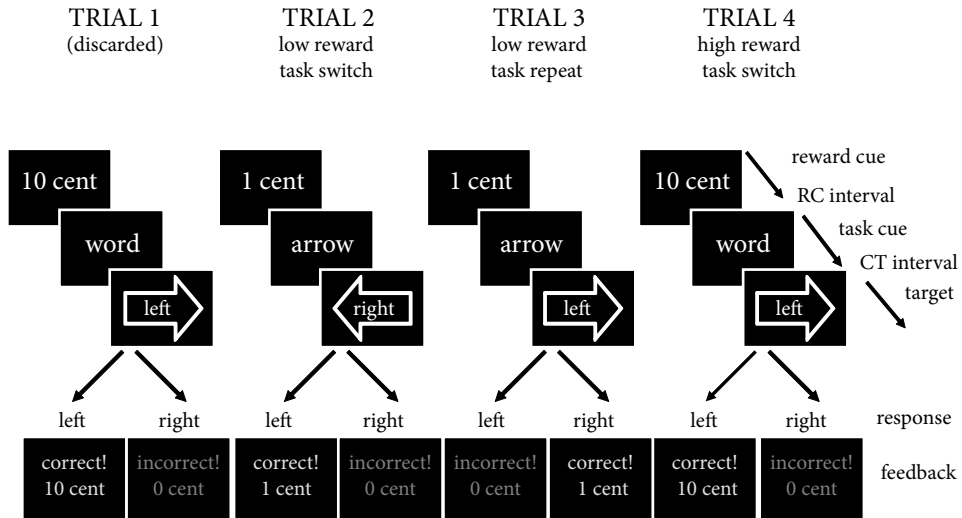 TRIAL 1
(discarded)
TRIAL 2
low reward
task switch
TRIAL 3
low reward
task repeat
TRIAL 4
high reward
task switch
10 cent
word
left
1 cent
arrow
right
1 cent
arrow
left
10 cent
word
left
reward cue
RC interval
task cue
CT interval
target
left
right
left
right
left
right
left
right
response
correct!
10 cent
incorrect!
0 cent
correct!
1 cent
incorrect!
0 cent
incorrect!
0 cent
correct!
1 cent
correct!
10 cent
incorrect!
0 cent
feedback